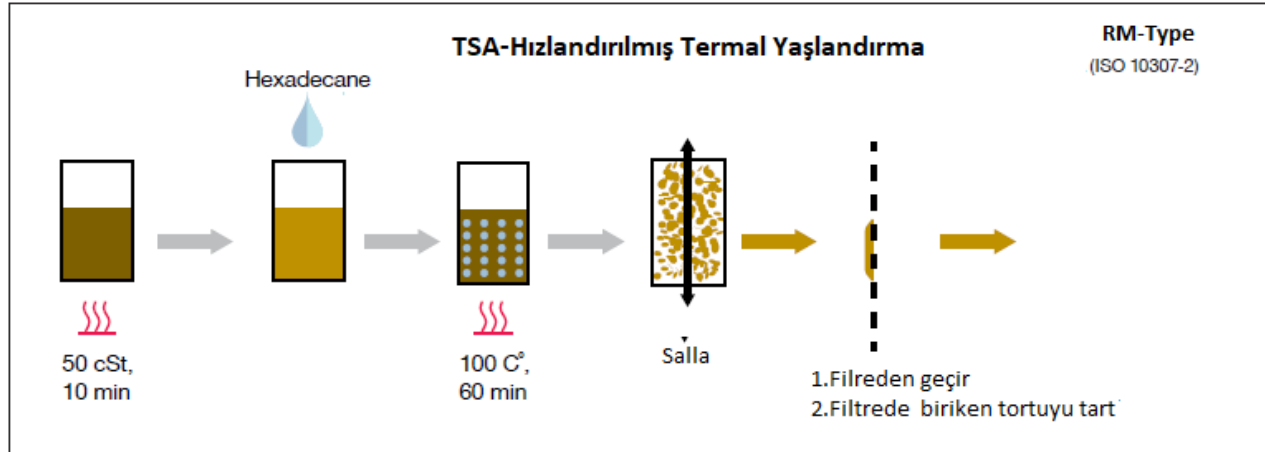 TSA-Hızlandırılmış Termal Yaşlandırma
RM-Type
(ISO 10307-2)
Hexadecane
50 cSt,
10 min
100 C°,
60 min
Salla
1.Filreden geçir
2.Filtrede biriken tortuyu tart